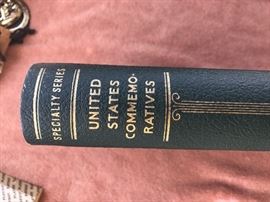 SPECIALTY SERIES
UNITED
STATES
COMMEMO-
RATIVES